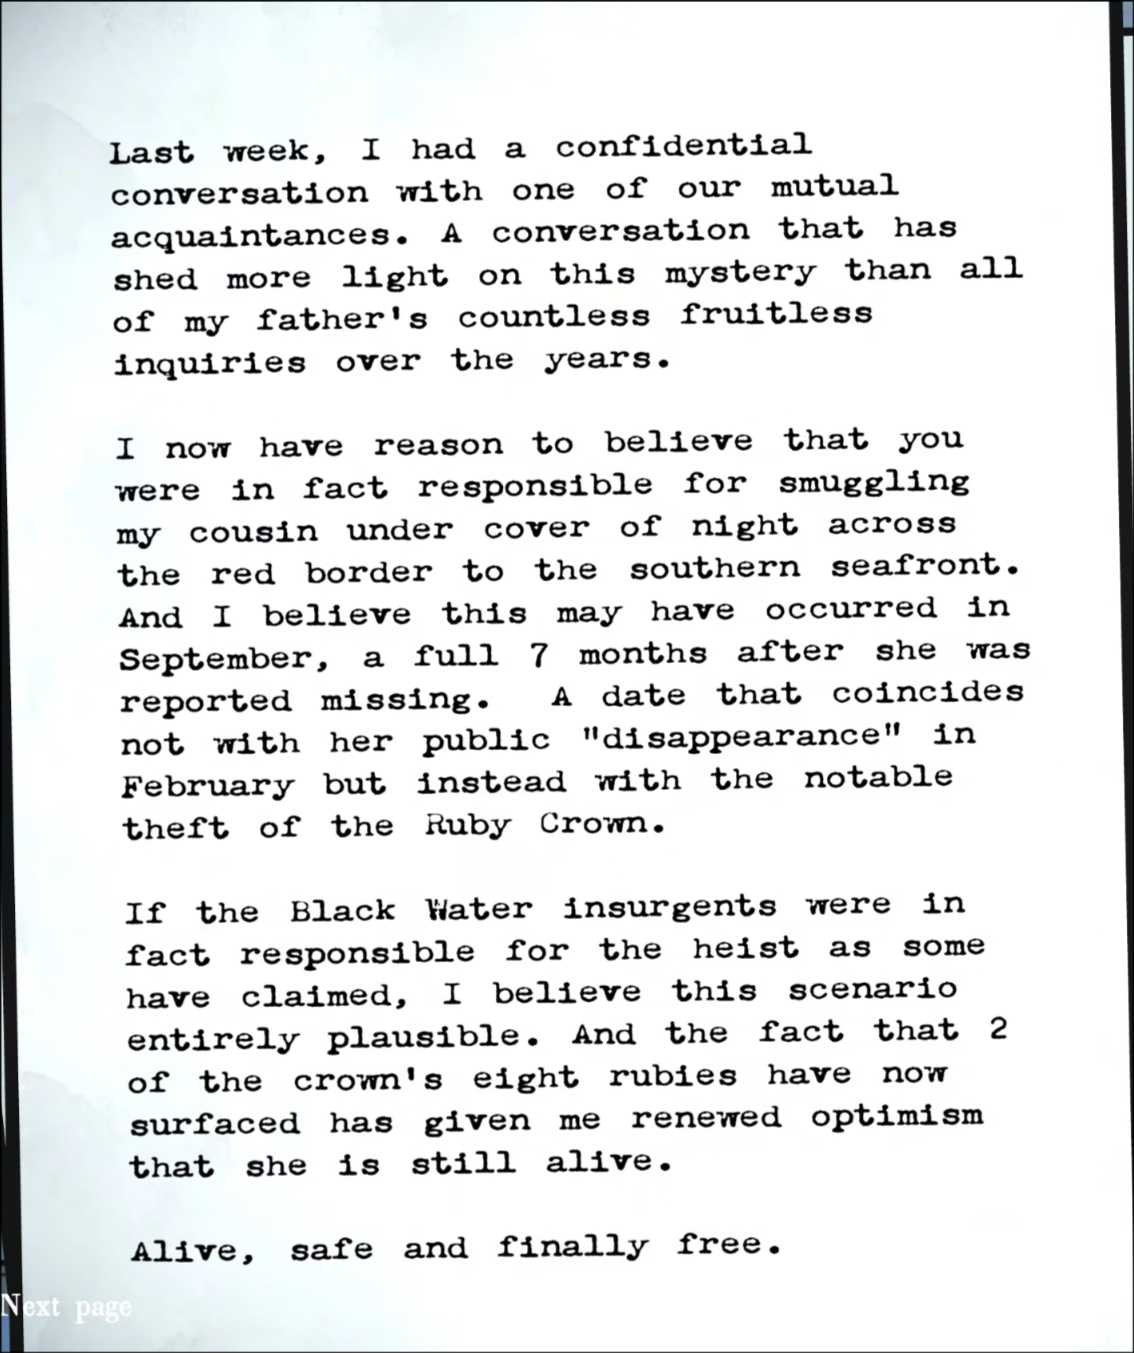 Last week, I had a confidential
conversation with one of our mutual
acquaintances. A conversation that has
shed more light on this mystery than all
of my father's countless fruitless
inquiries over the years.
I now have reason to believe that you
were in fact responsible for smuggling
my cousin under cover of night across
the red border to the southern seafront.
And I believe this may have occurred in
September, a full 7 months after she was
reported missing.  A date that coincides
not with her public "disappearance" in
February but instead with the notable
theft of the Ruby Crown.
If the Black Water insurgents were in
fact responsible for the heist as some
have claimed, I believe this scenario
entirely plausible. And the fact that 2
of the crown's eight rubies have now
surfaced has given me renewed optimism
that she is still alive.
Alive, safe and finally free.
Next page